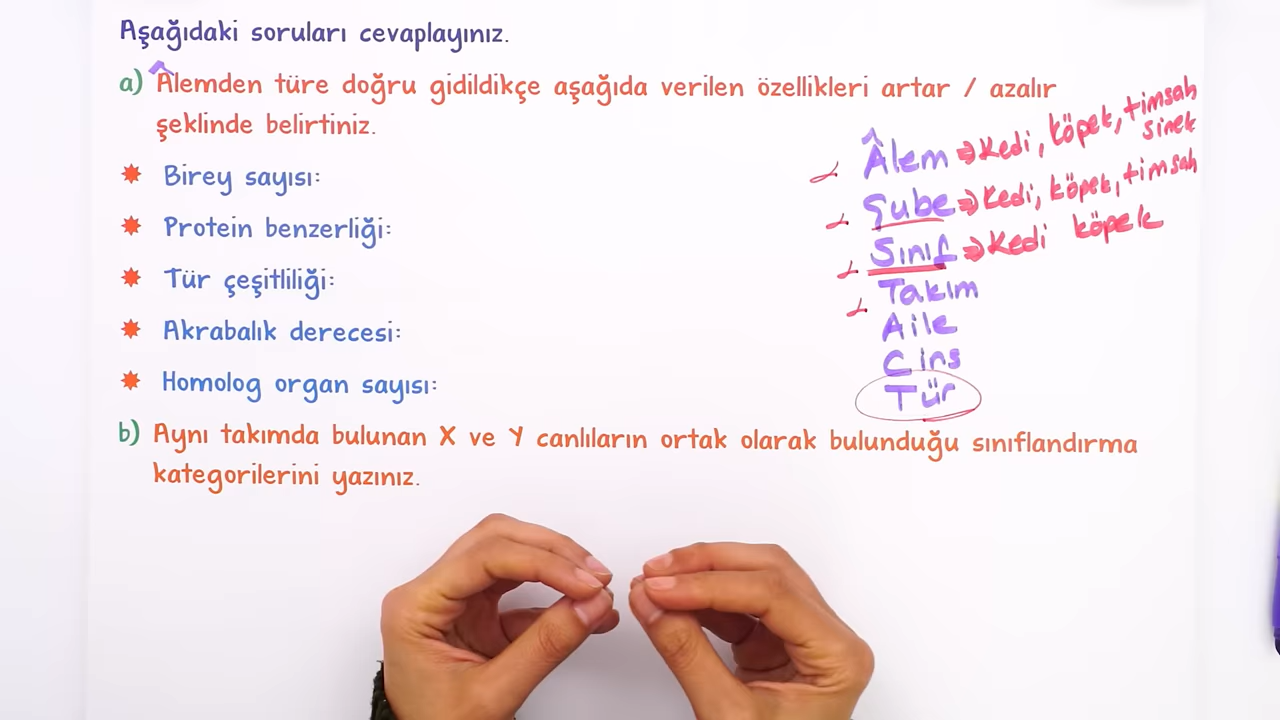 Aşağıdaki soruları cevaplayınız.
a) Âlemden türe doğru gidildikçe aşağıda verilen özellikleri artar / azalır
şeklinde belirtiniz.
Birey sayısı:
Protein benzerliği:
Tür çeşitliliği:
Akrabalık derecesi:
Homolog organ sayısı:
Âlem ⇒ Kedi, köpek, timsah
sinek
Şube ⇒ Kedi, köpek, timsah
Sınıf ⇒ Kedi köpek
Takım
Aile
Cins
Tür
b) Aynı takımda bulunan X ve Y canlıların ortak olarak bulunduğu sınıflandırma
kategorilerini yazınız.